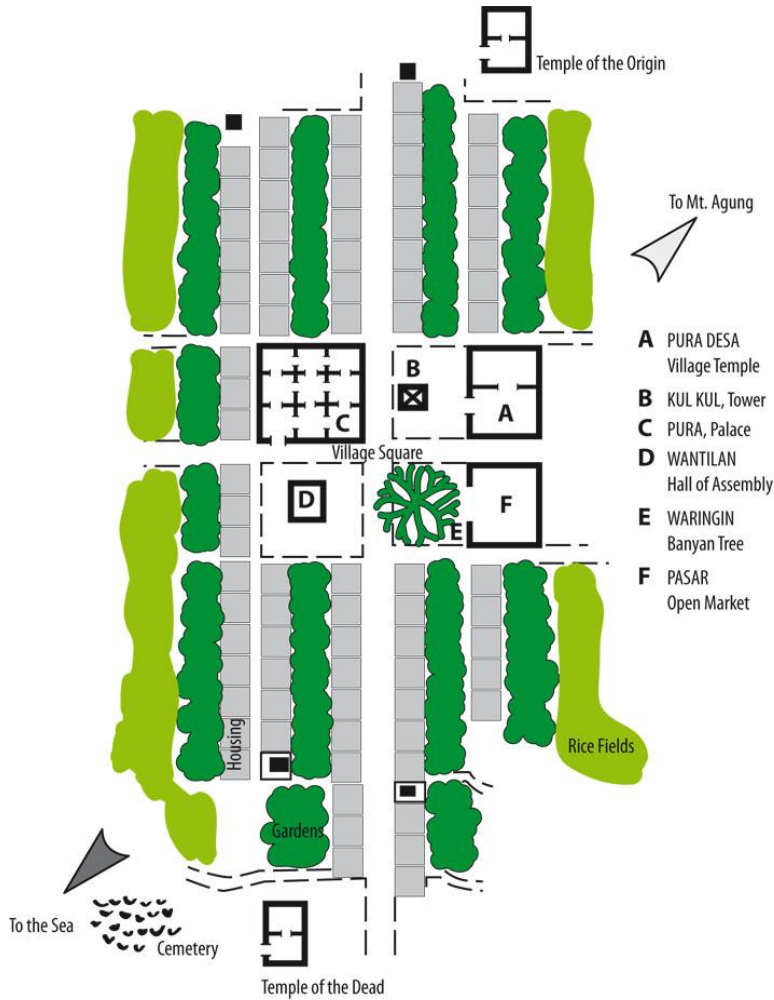 Temple of the Origin
To Mt. Agung
A PURA DESA
Village Temple
B KUL KUL, Tower
C PURA, Palace
D WANTILAN
Hall of Assembly
E WARINGIN
Banyan Tree
F PASAR
Open Market
B
A
C
Village Square
D
E
F
Housing
Rice Fields
Gardens
To the Sea
Cemetery
Temple of the Dead